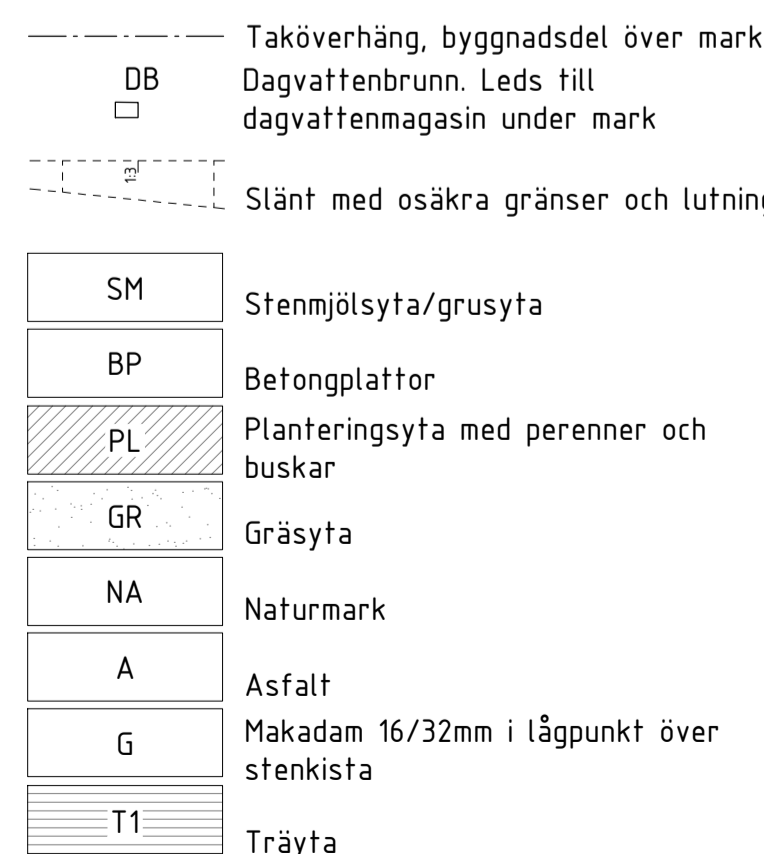 Taköverhäng, byggnadsdel över mark
DB Dagvattenbrunn. Leds till
dagvattenmagasin under mark
1:3
Slänt med osäkra gränser och lutning
SM Stenmjölsyta/grusyta
BP Betongplattor
PL Planteringsyta med perenner och
buskar
GR Gräsyta
NA Naturmark
A Asfalt
G Makadam 16/32mm i lågpunkt över
stenkista
T1 Träyta